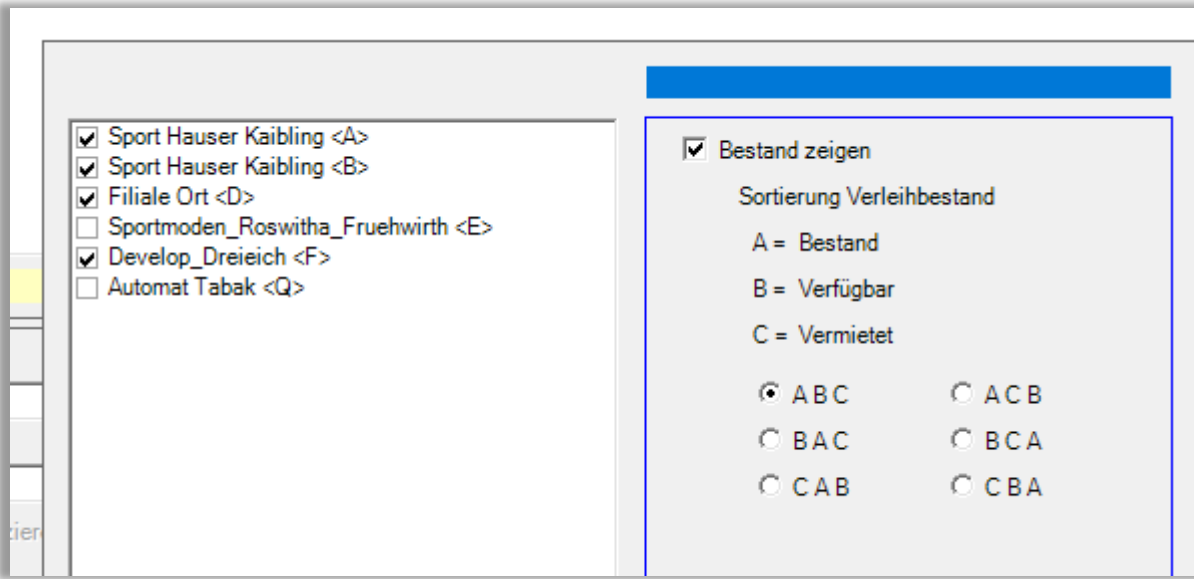 Sport Hauser Kaibling <A>
Sport Hauser Kaibling <B>
Filiale Ort <D>
Sportmoden_Roswitha_Fruehwirth <E>
Develop_Dreieich <F>
Automat Tabak <Q>
Bestand zeigen
Sortierung Verleihbestand
A = Bestand
B = Verfügbar
C = Vermietet
A B C A C B
B A C B C A
C A B C B A